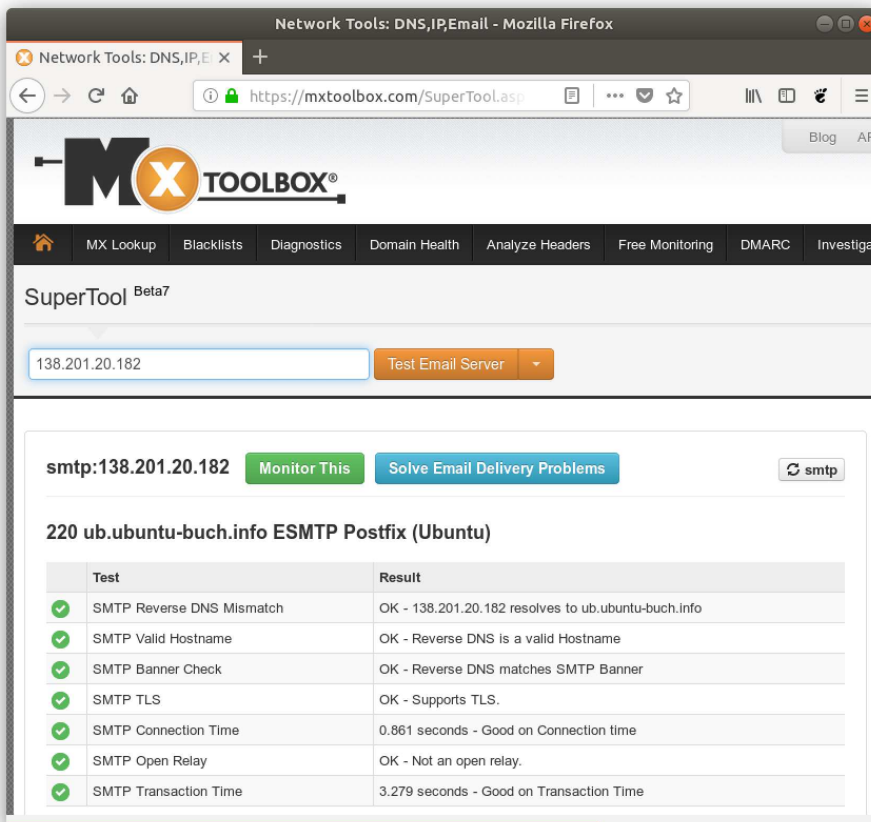 Network Tools: DNS,IP,Email - Mozilla Firefox
Network Tools: DNS,IP,E
https://mxtoolbox.com/SuperTool.asp
Blog AP
MX TOOLBOX®
MX Lookup Blacklists Diagnostics Domain Health Analyze Headers Free Monitoring DMARC Investiga
SuperTool Beta7
138.201.20.182 Test Email Server
smtp:138.201.20.182 Monitor This Solve Email Delivery Problems smtp
220 ub.ubuntu-buch.info ESMTP Postfix (Ubuntu)
Test Result
SMTP Reverse DNS Mismatch OK - 138.201.20.182 resolves to ub.ubuntu-buch.info
SMTP Valid Hostname OK - Reverse DNS is a valid Hostname
SMTP Banner Check OK - Reverse DNS matches SMTP Banner
SMTP TLS OK - Supports TLS.
SMTP Connection Time 0.861 seconds - Good on Connection time
SMTP Open Relay OK - Not an open relay.
SMTP Transaction Time 3.279 seconds - Good on Transaction Time